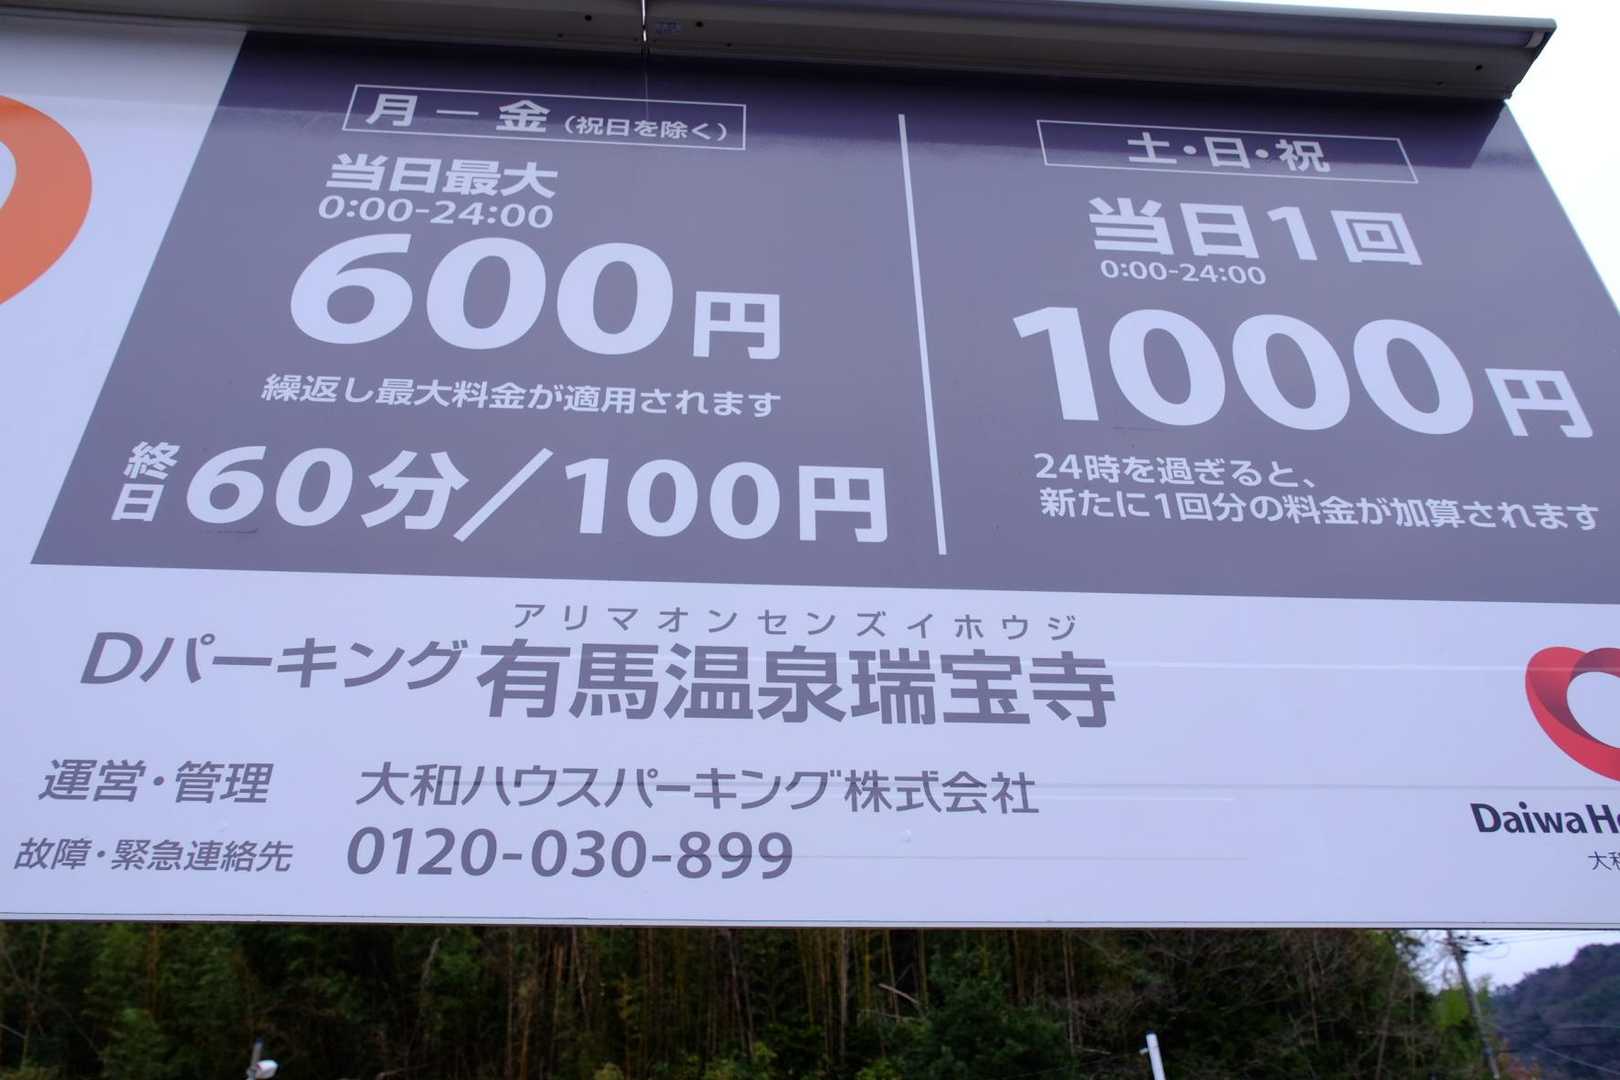 月－金（祝日を除く）
当日最大
0:00-24:00
600円
繰返し最大料金が適用されます
終日 60分／100円
土・日・祝
当日1回
0:00-24:00
1000円
24時を過ぎると、
新たに1回分の料金が加算されます
アリマオンセンズイホウジ
Dパーキング 有馬温泉瑞宝寺
運営・管理 大和ハウスパーキング株式会社
故障・緊急連絡先 0120-030-899
Daiwa